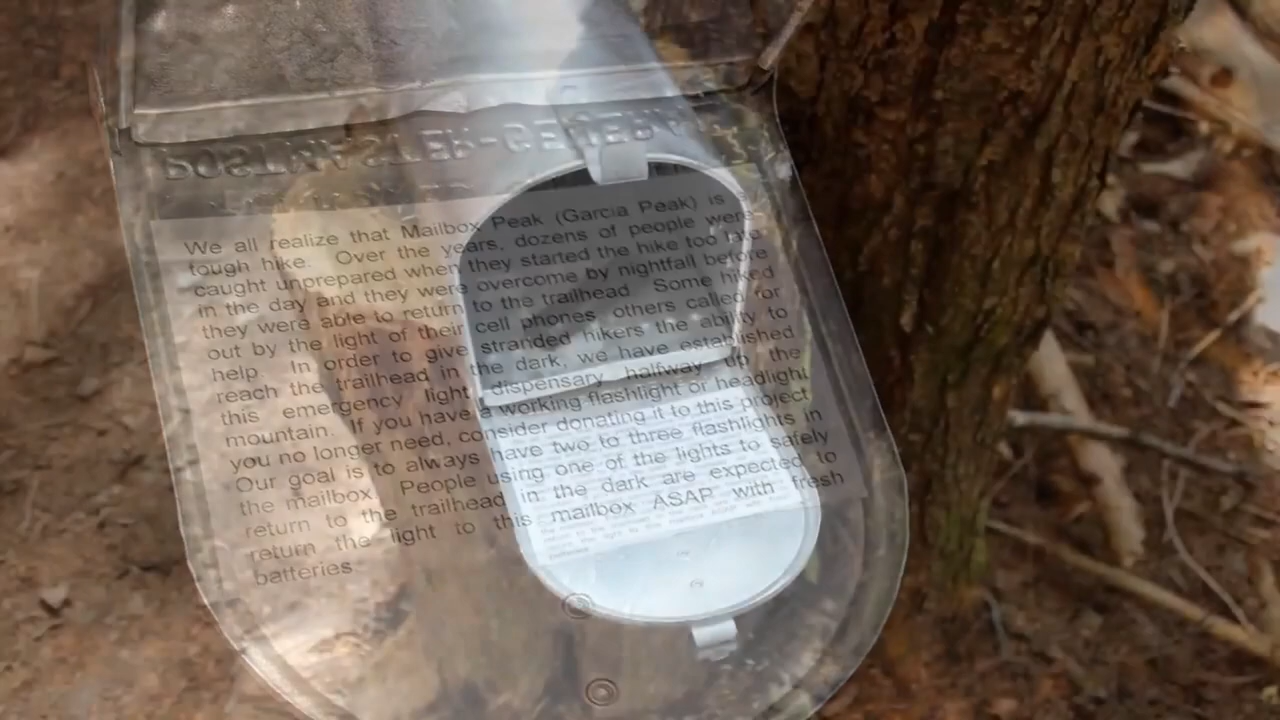 We all realize that Mailbox Peak (Garcia Peak) is
tough hike. Over the years, dozens of people were
caught unprepared when they started the hike too late
in the day and they were overcome by nightfall before
they were able to return to the trailhead Some hiked
out by the light of their cell phones, others called for
help. In order to give stranded hikers the ability to
reach the trailhead in the dark, we have established
this emergency light dispensary halfway up the
mountain. If you have a working flashlight or headlight
you no longer need, consider donating it to this project
Our goal is to always have two to three flashlights in
the mailbox. People using one of the lights to safely
return to the trailhead in the dark are expected to
return the light to this mailbox ASAP with fresh
batteries.